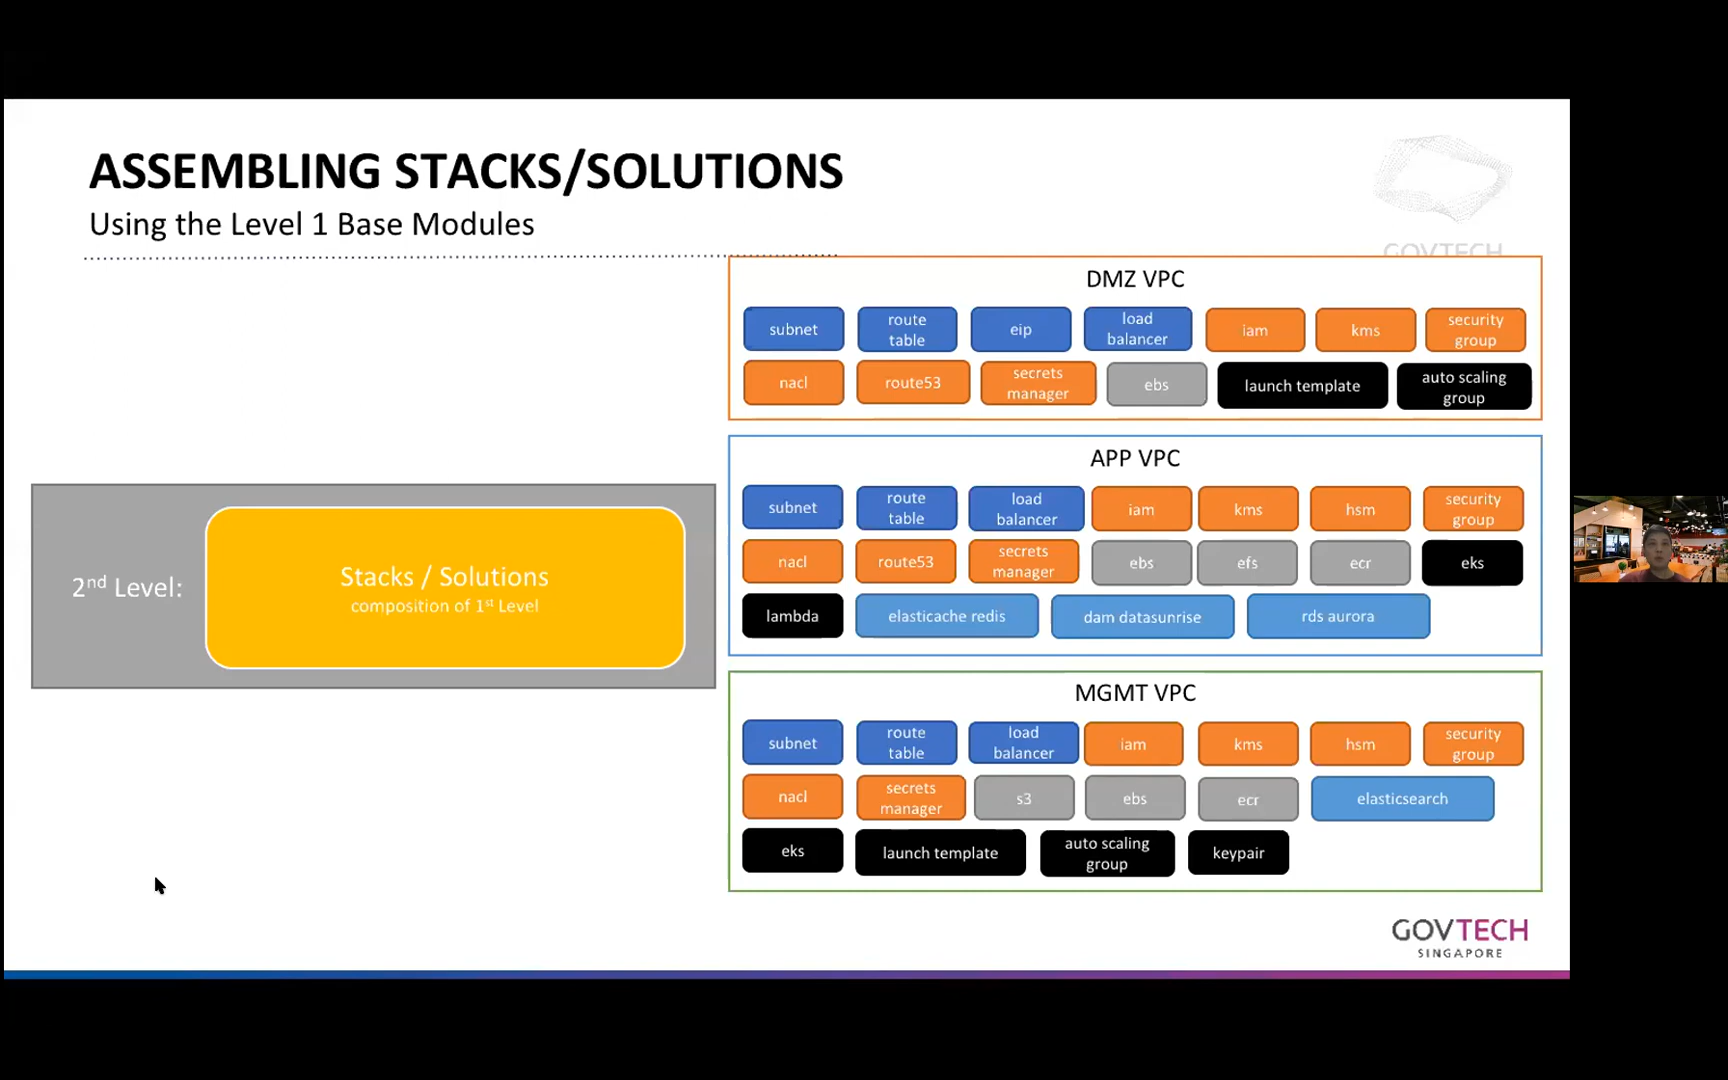 ASSEMBLING STACKS/SOLUTIONS
Using the Level 1 Base Modules
GOVTECH
DMZ VPC
subnet
route
table
eip
load
balancer
iam
kms
security
group
nacl
route53
secrets
manager
ebs
launch template
auto scaling
group
APP VPC
subnet
route
table
load
balancer
iam
kms
hsm
security
group
nacl
route53
secrets
manager
ebs
efs
ecr
eks
lambda
elasticache redis
dam datasunrise
rds aurora
2nd Level:
Stacks / Solutions
composition of 1st Level
MGMT VPC
subnet
route
table
load
balancer
iam
kms
hsm
security
group
nacl
secrets
manager
s3
ebs
ecr
elasticsearch
eks
launch template
auto scaling
group
keypair
GOVTECH
SINGAPORE